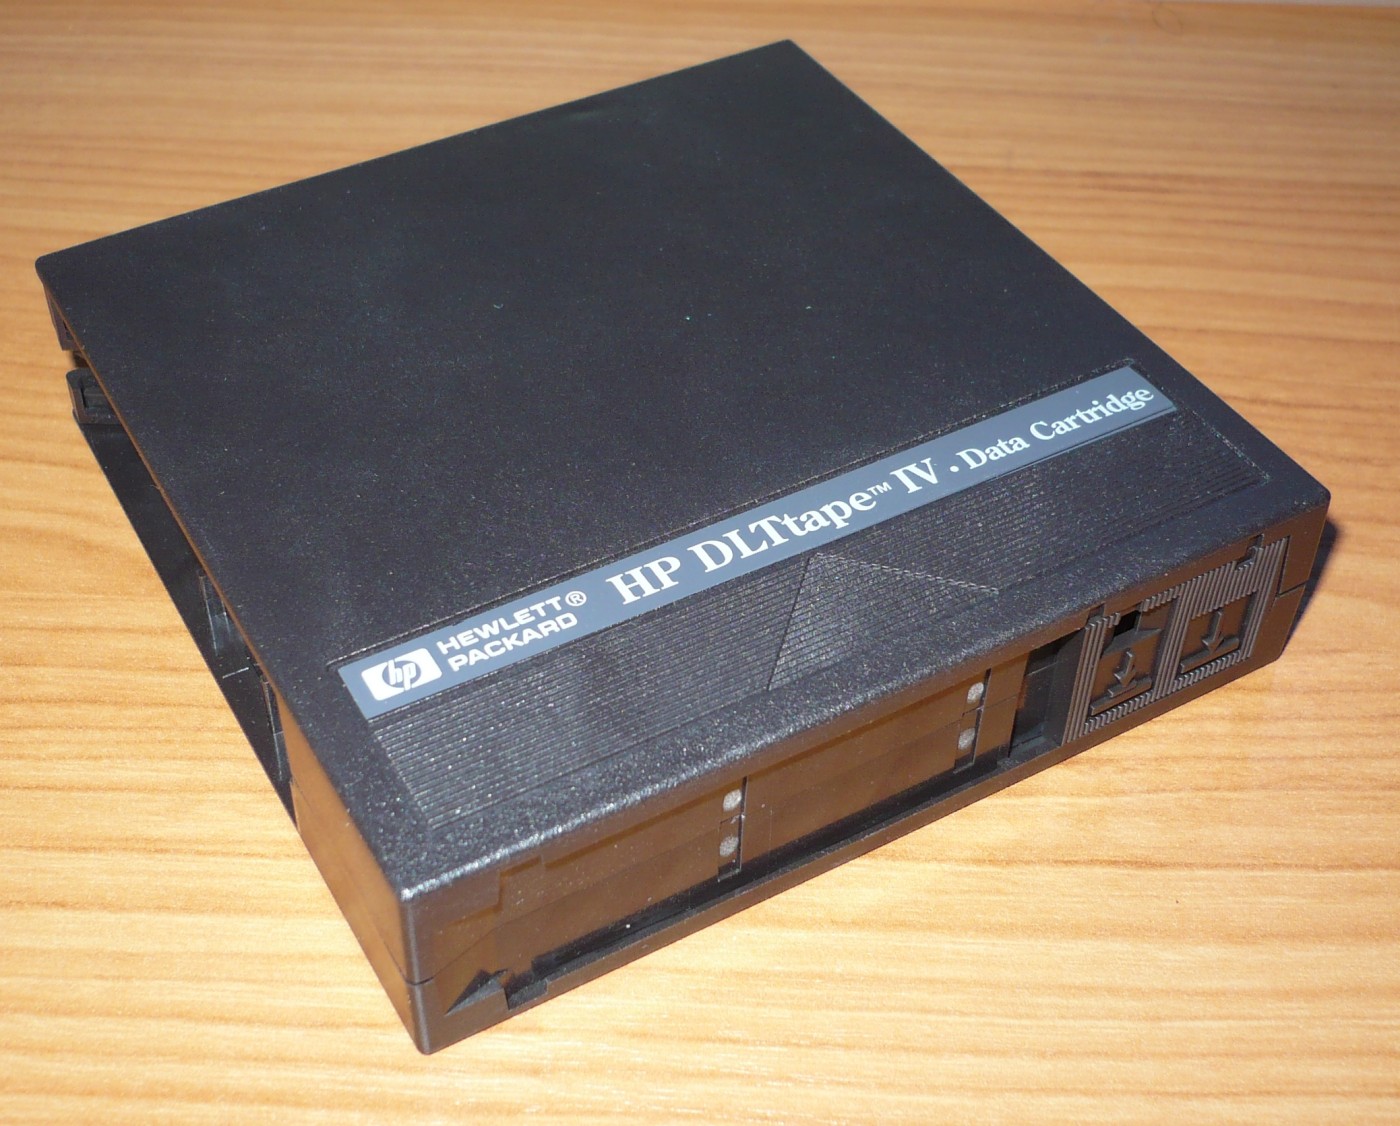 hp HEWLETT®
PACKARD
HP DLTtape™ IV · Data Cartridge